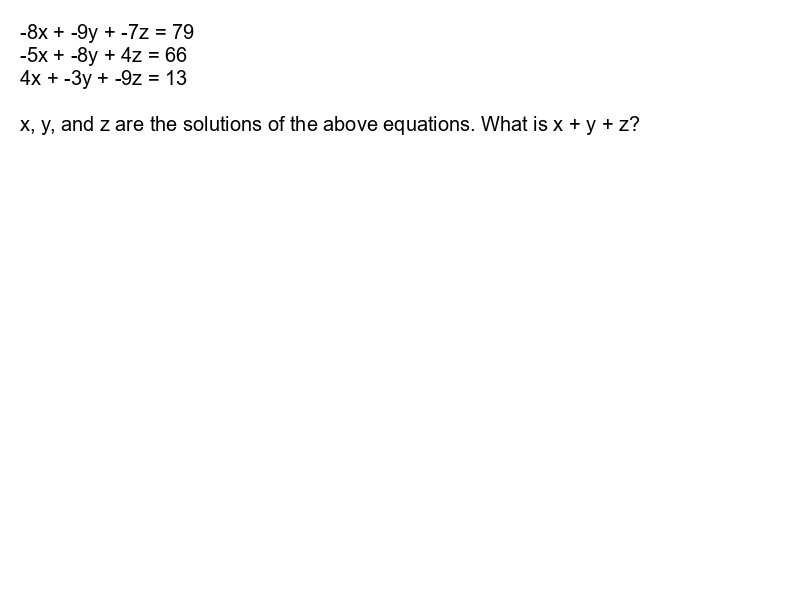 -8x + -9y + -7z = 79
-5x + -8y + 4z = 66
4x + -3y + -9z = 13
x, y, and z are the solutions of the above equations. What is x + y + z?